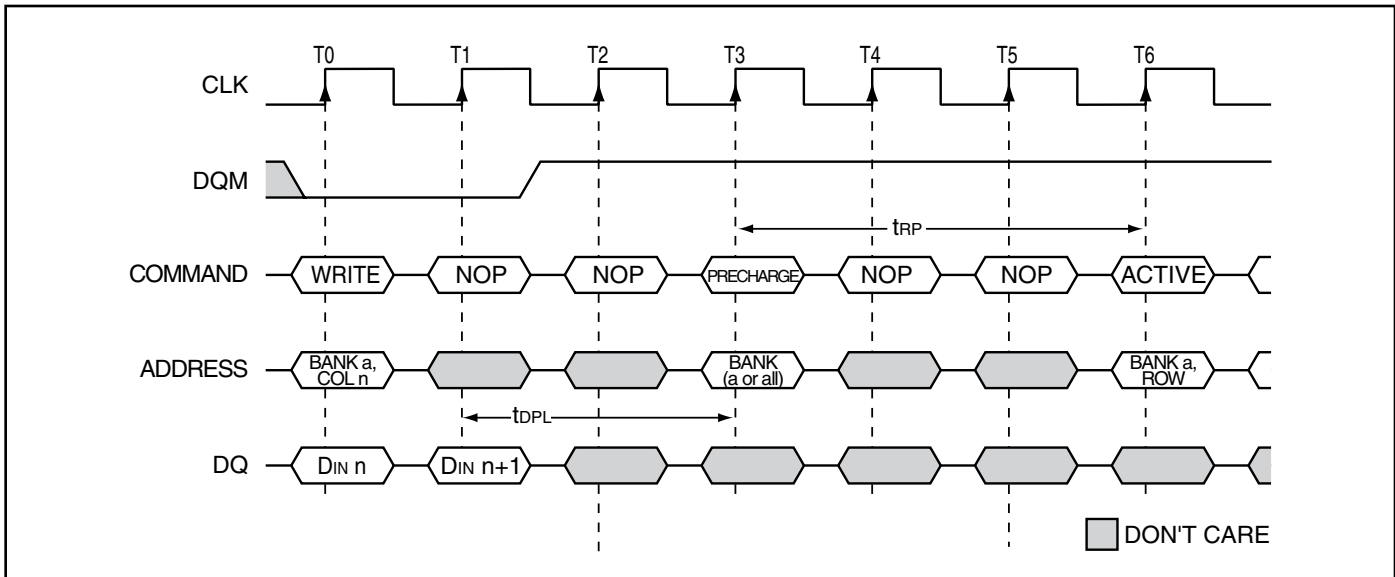 T0 T1 T2 T3 T4 T5 T6
CLK
DQM
tRP
COMMAND WRITE NOP NOP PRECHARGE NOP NOP ACTIVE
ADDRESS BANK a, COL n BANK (a or all) BANK a, ROW
tDPL
DQ DIN n DIN n+1
DON'T CARE